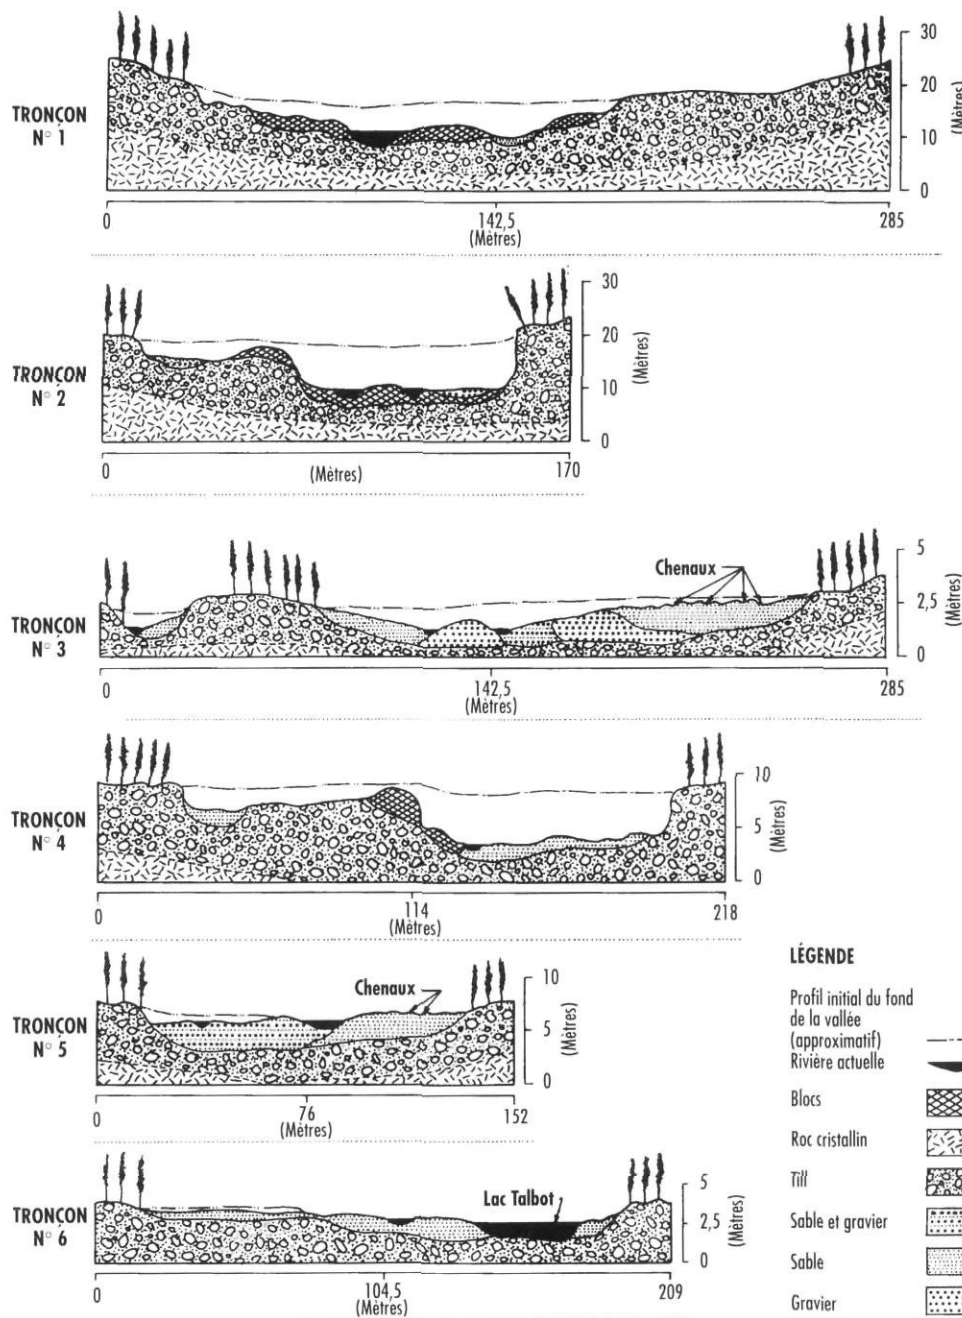 TRONÇON
N° 1
30
20
10
0
(Mètres)
0
142,5
285
(Mètres)
TRONÇON
N° 2
30
20
10
0
(Mètres)
0
(Mètres)
170
TRONÇON
N° 3
Chenaux
5
2,5
0
(Mètres)
0
142,5
285
(Mètres)
TRONÇON
N° 4
10
5
0
(Mètres)
0
114
218
(Mètres)
TRONÇON
N° 5
Chenaux
10
5
0
(Mètres)
0
76
152
(Mètres)
TRONÇON
N° 6
Lac Talbot
5
2,5
0
(Mètres)
0
104,5
209
(Mètres)
LÉGENDE
Profil initial du fond
de la vallée
(approximatif)
Rivière actuelle
Blocs
Roc cristallin
Till
Sable et gravier
Sable
Gravier